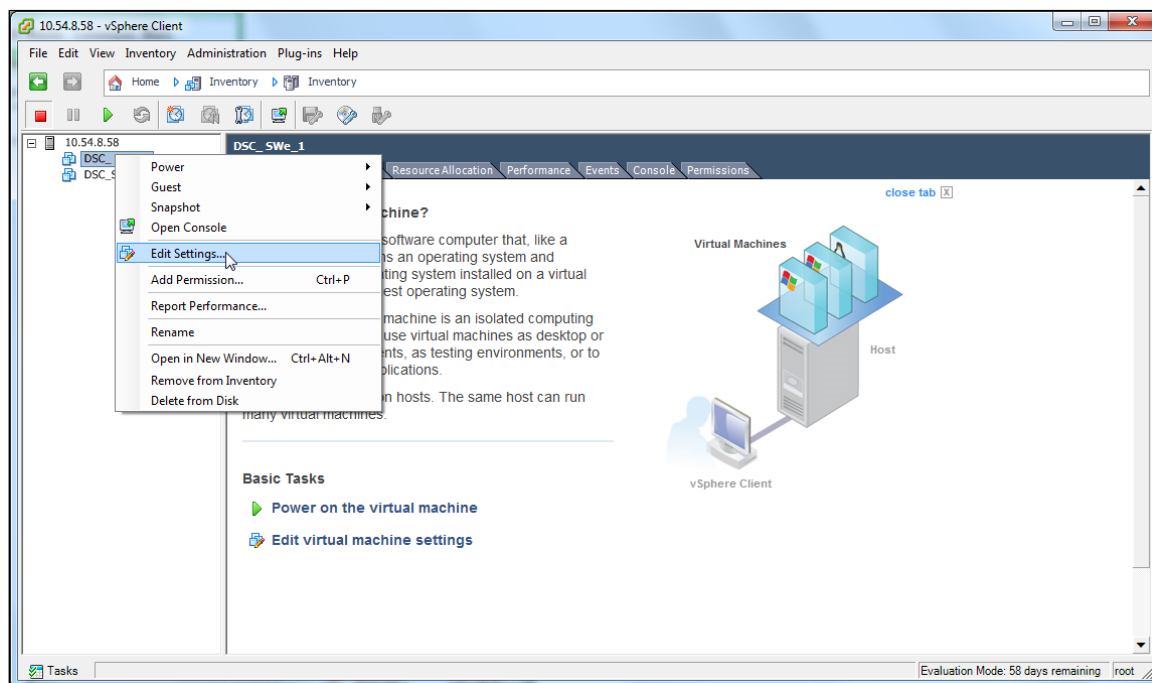 10.54.8.58 - vSphere Client
File Edit View Inventory Administration Plug-ins Help
Home Inventory Inventory
10.54.8.58
DSC_
DSC_S
DSC_ SWe_1
Resource Allocation Performance Events Console Permissions
close tab X
Power
Guest
Snapshot
Open Console
Edit Settings...
Add Permission... Ctrl+P
Report Performance...
Rename
Open in New Window... Ctrl+Alt+N
Remove from Inventory
Delete from Disk
chine?
software computer that, like a
ns an operating system and
ting system installed on a virtual
est operating system.
machine is an isolated computing
use virtual machines as desktop or
ents, as testing environments, or to
plications.
n hosts. The same host can run
many virtual machines.
Virtual Machines
Host
vSphere Client
Basic Tasks
Power on the virtual machine
Edit virtual machine settings
Tasks
Evaluation Mode: 58 days remaining root